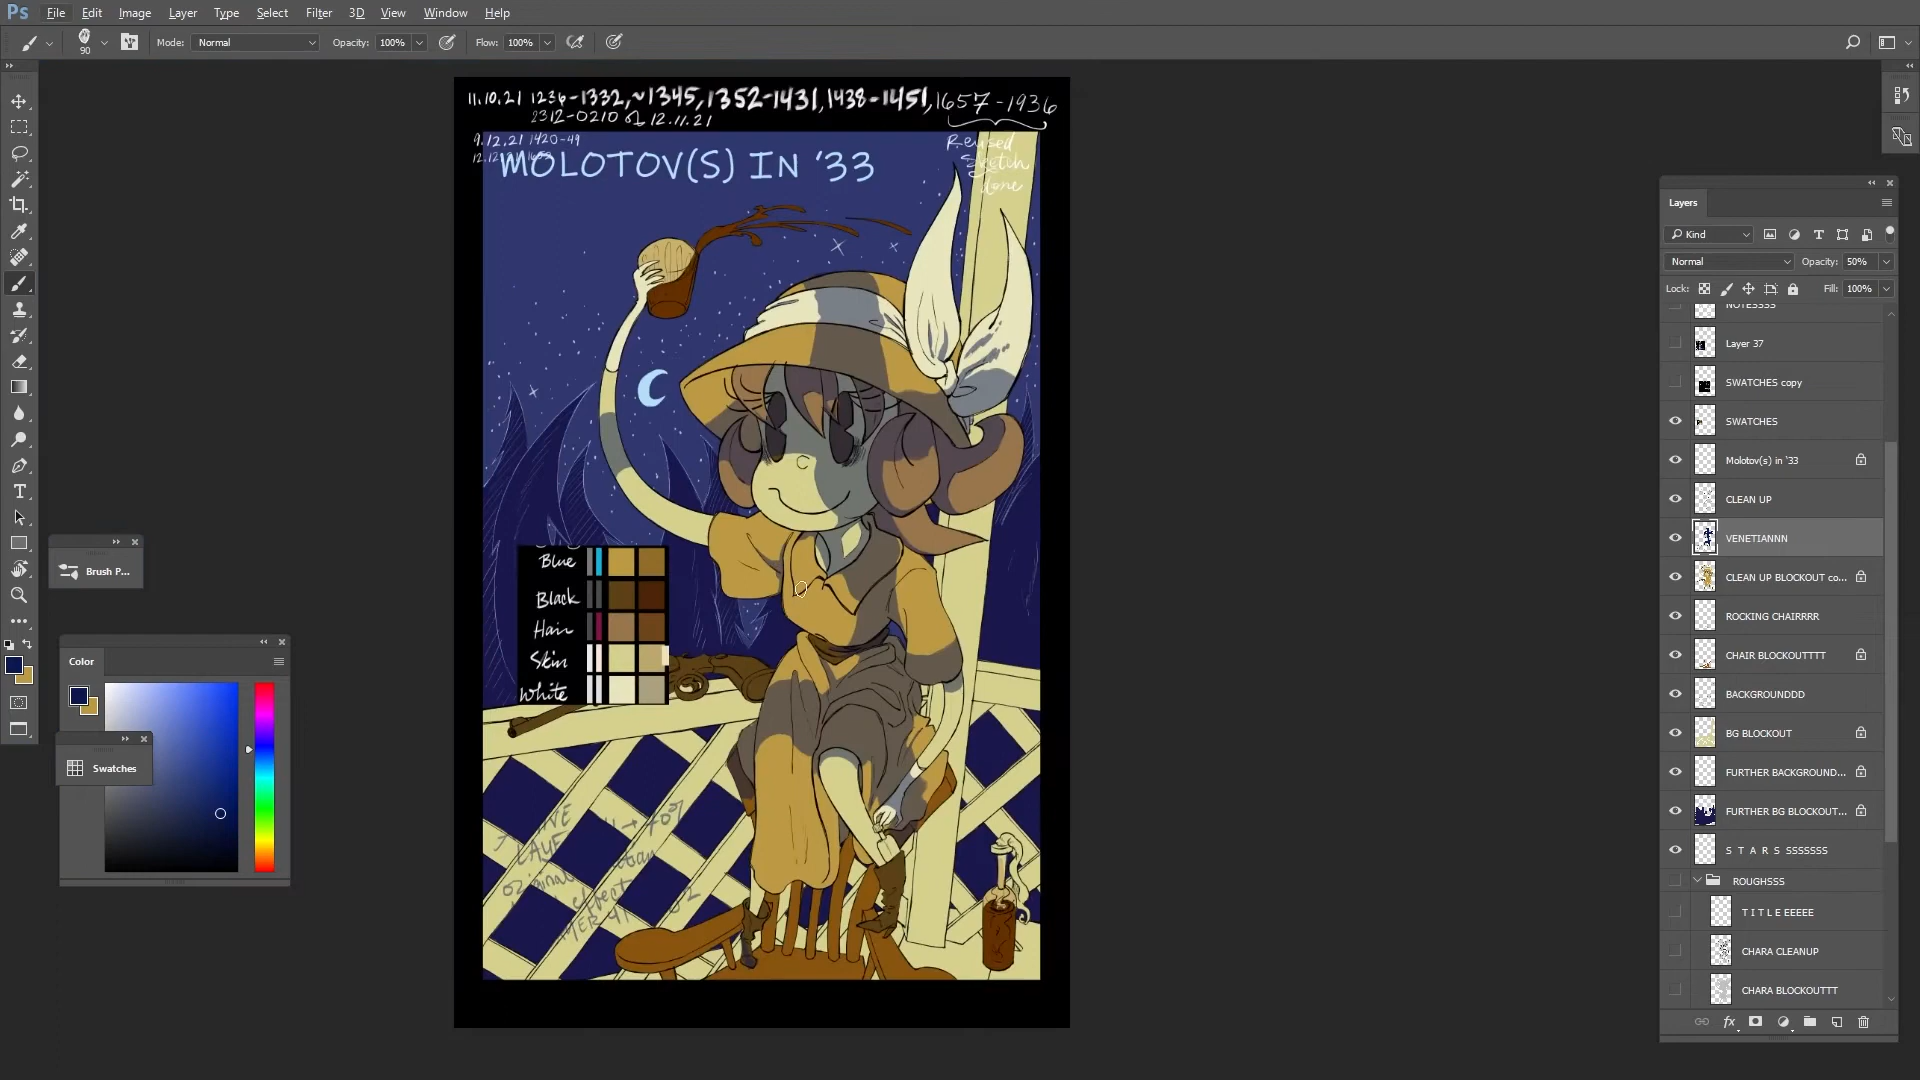 Ps File Edit Image Layer Type Select Filter 3D View Window Help
90 Mode: Normal Opacity: 100% Flow: 100%
11.10.21 1236-1332, ~1345, 1352-1431, 1438-1451, 1657-1936
2312-0210 12.11.21
9.12.21 1420-49
Revised
Sketch
done
MOLOTOV(S) IN '33
Blue
Black
Hair
Skin
White
Brush P...
Color
Swatches
Layers
Kind
Normal Opacity: 50%
Lock: Fill: 100%
NOTESSSS
Layer 37
SWATCHES copy
SWATCHES
Molotov(s) in '33
CLEAN UP
VENETIANNN
CLEAN UP BLOCKOUT co...
ROCKING CHAIRRRR
CHAIR BLOCKOUTTTT
BACKGROUNDDD
BG BLOCKOUT
FURTHER BACKGROUND...
FURTHER BG BLOCKOUT...
S T A R S SSSSSSS
ROUGHSSS
T I T L E EEEEE
CHARA CLEANUP
CHARA BLOCKOUTTT
fx